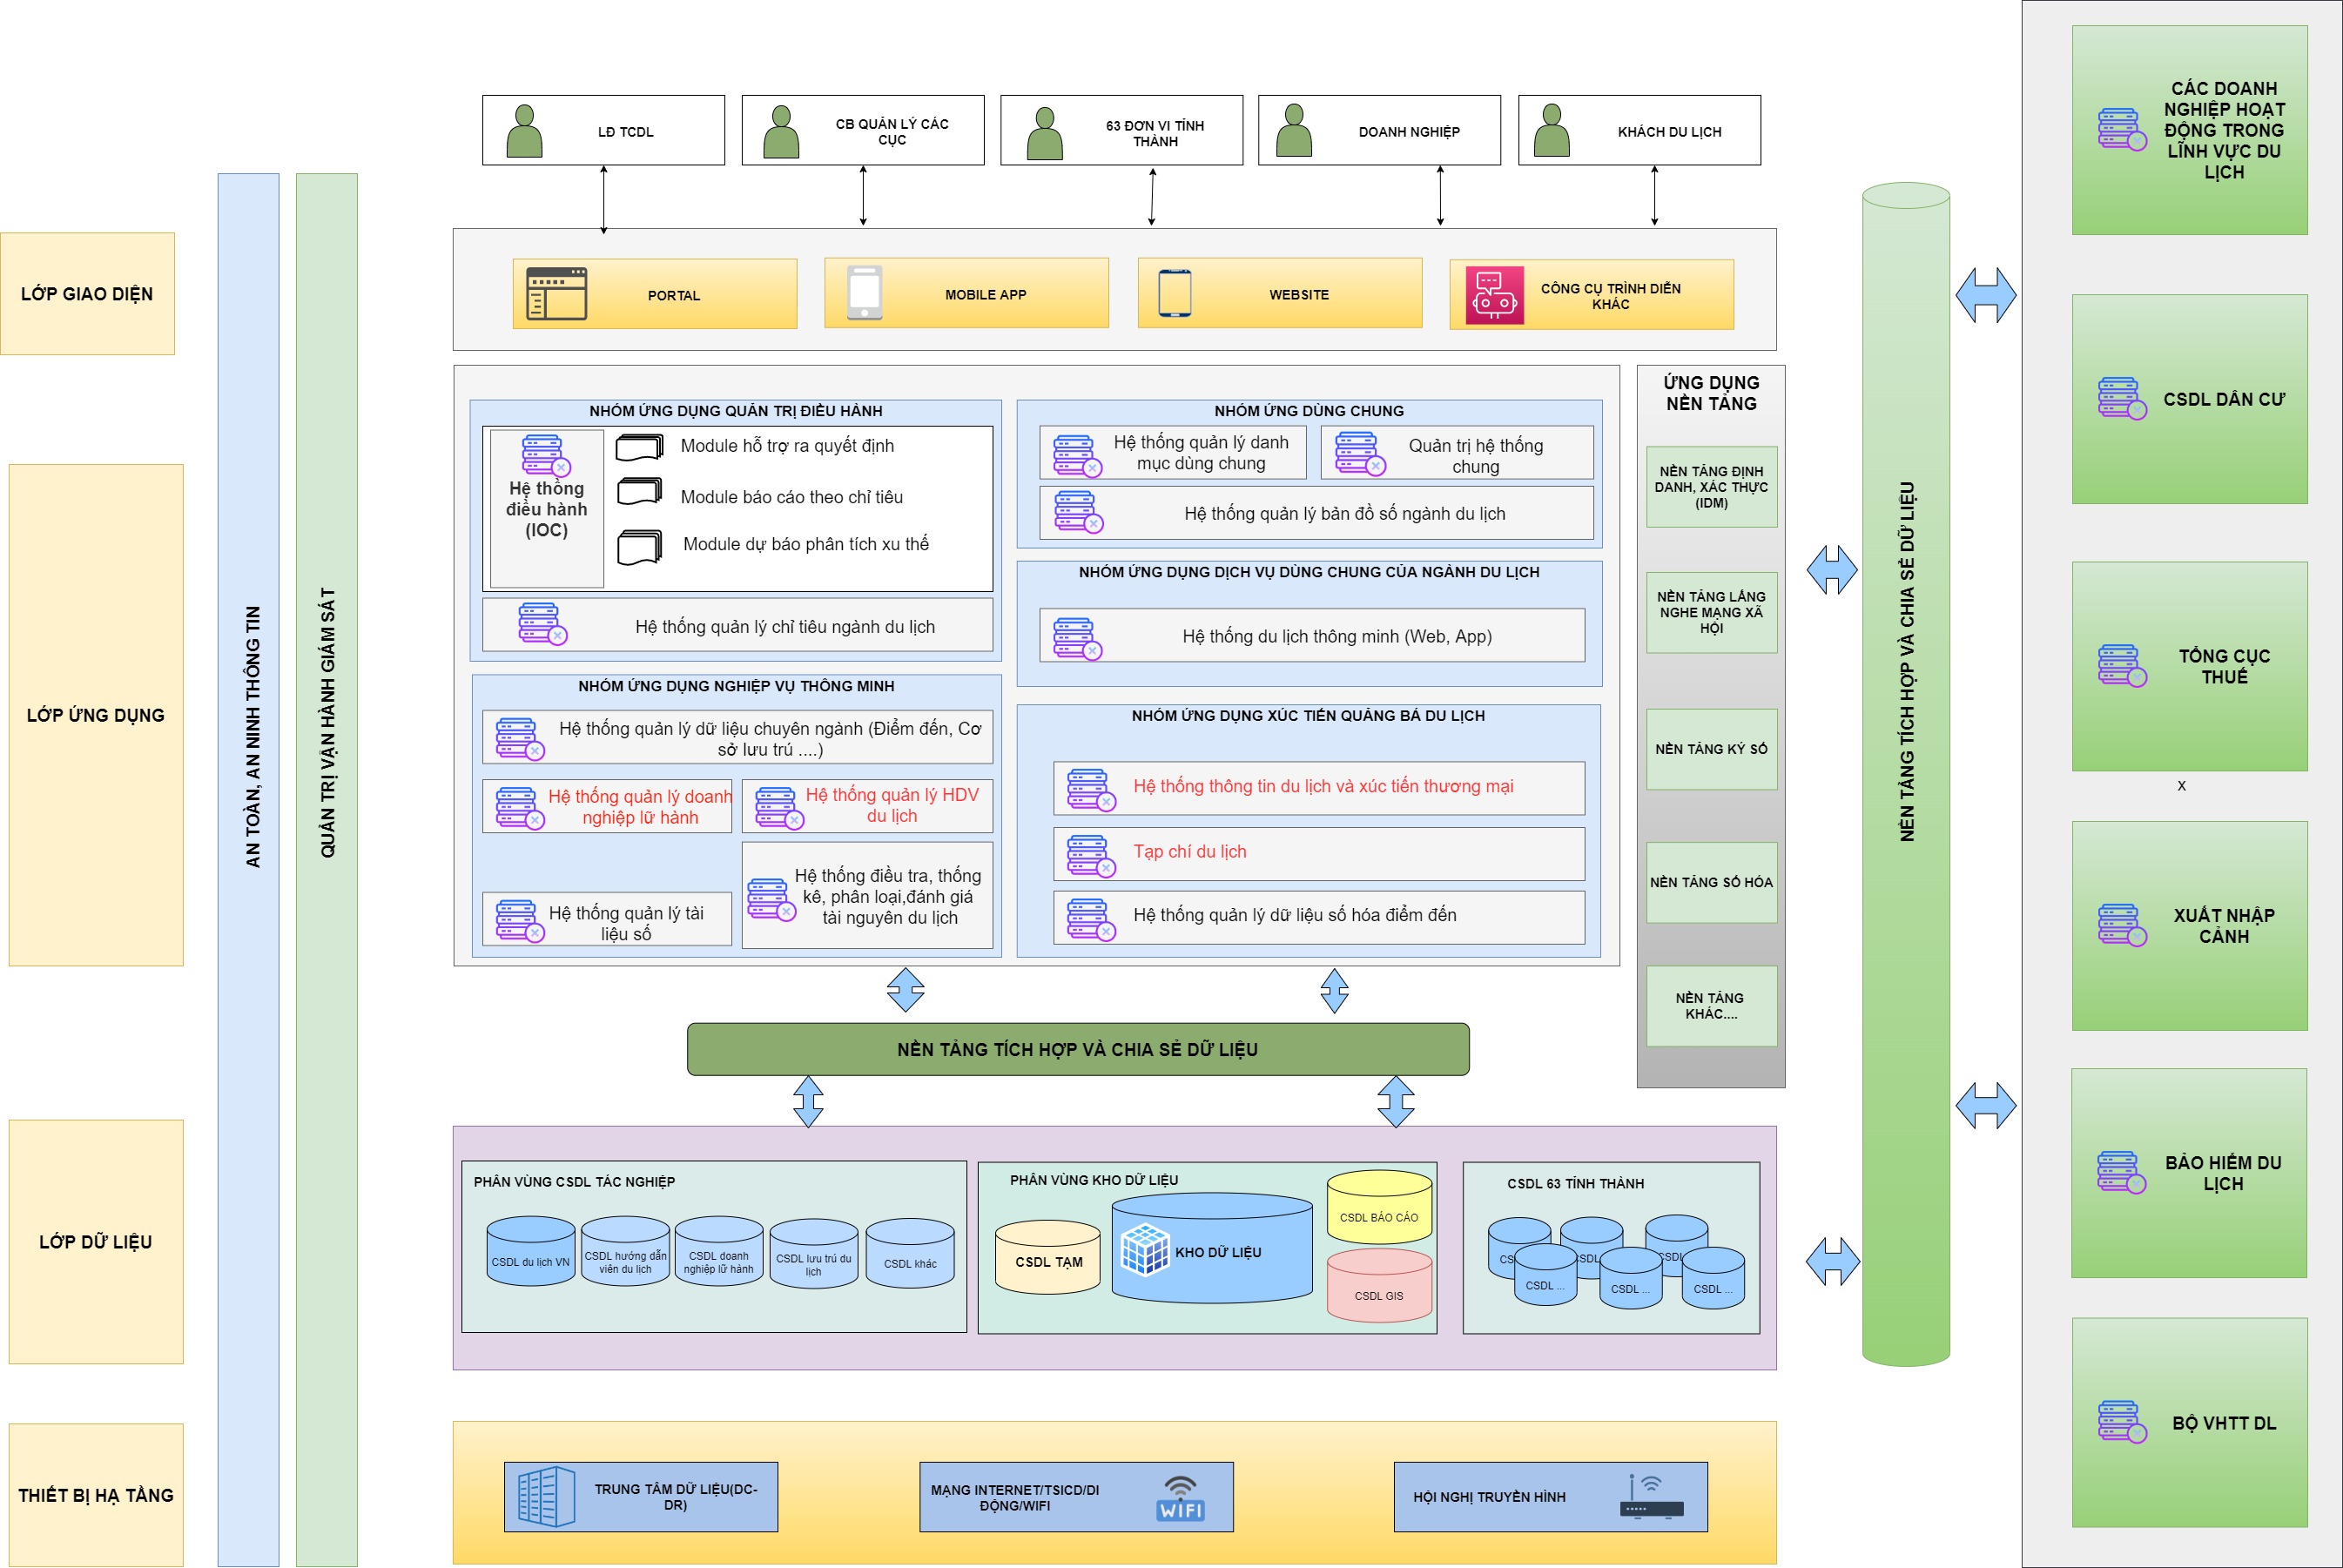 LĐ TCDL
CB QUẢN LÝ CÁC
CỤC
63 ĐƠN VỊ TỈNH
THÀNH
DOANH NGHIỆP
KHÁCH DU LỊCH
LỚP GIAO DIỆN
PORTAL
MOBILE APP
WEBSITE
CÔNG CỤ TRÌNH DIỄN
KHÁC
LỚP ỨNG DỤNG
LỚP DỮ LIỆU
THIẾT BỊ HẠ TẦNG
AN TOÀN, AN NINH THÔNG TIN
QUẢN TRỊ VẬN HÀNH GIÁM SÁT
NHÓM ỨNG DỤNG QUẢN TRỊ ĐIỀU HÀNH
Hệ thống
điều hành
(IOC)
Module hỗ trợ ra quyết định
Module báo cáo theo chỉ tiêu
Module dự báo phân tích xu thế
Hệ thống quản lý chỉ tiêu ngành du lịch
NHÓM ỨNG DỤNG NGHIỆP VỤ THÔNG MINH
Hệ thống quản lý dữ liệu chuyên ngành (Điểm đến, Cơ
sở lưu trú ....)
Hệ thống quản lý doanh
nghiệp lữ hành
Hệ thống quản lý HDV
du lịch
Hệ thống quản lý tài
liệu số
Hệ thống điều tra, thống
kê, phân loại,đánh giá
tài nguyên du lịch
NHÓM ỨNG DÙNG CHUNG
Hệ thống quản lý danh
mục dùng chung
Quản trị hệ thống
chung
Hệ thống quản lý bản đồ số ngành du lịch
NHÓM ỨNG DỤNG DỊCH VỤ DÙNG CHUNG CỦA NGÀNH DU LỊCH
Hệ thống du lịch thông minh (Web, App)
NHÓM ỨNG DỤNG XÚC TIẾN QUẢNG BÁ DU LỊCH
Hệ thống thông tin du lịch và xúc tiến thương mại
Tạp chí du lịch
Hệ thống quản lý dữ liệu số hóa điểm đến
ỨNG DỤNG
NỀN TẢNG
NỀN TẢNG ĐỊNH
DANH, XÁC THỰC
(IDM)
NỀN TẢNG LẮNG
NGHE MẠNG XÃ
HỘI
NỀN TẢNG KÝ SỐ
NỀN TẢNG SỐ HÓA
NỀN TẢNG
KHÁC....
NỀN TẢNG TÍCH HỢP VÀ CHIA SẺ DỮ LIỆU
PHÂN VÙNG CSDL TÁC NGHIỆP
CSDL du lịch VN
CSDL hướng dẫn
viên du lịch
CSDL doanh
nghiệp lữ hành
CSDL lưu trú du
lịch
CSDL khác
PHÂN VÙNG KHO DỮ LIỆU
CSDL TẠM
KHO DỮ LIỆU
CSDL BÁO CÁO
CSDL GIS
CSDL 63 TỈNH THÀNH
CSDL ...
CSDL ...
CSDL ...
TRUNG TÂM DỮ LIỆU(DC-
DR)
MẠNG INTERNET/TSICD/DI
ĐỘNG/WIFI
WIFI
HỘI NGHỊ TRUYỀN HÌNH
NỀN TẢNG TÍCH HỢP VÀ CHIA SẺ DỮ LIỆU
CÁC DOANH
NGHIỆP HOẠT
ĐỘNG TRONG
LĨNH VỰC DU
LỊCH
CSDL DÂN CƯ
TỔNG CỤC
THUẾ
x
XUẤT NHẬP
CẢNH
BẢO HIỂM DU
LỊCH
BỘ VHTT DL